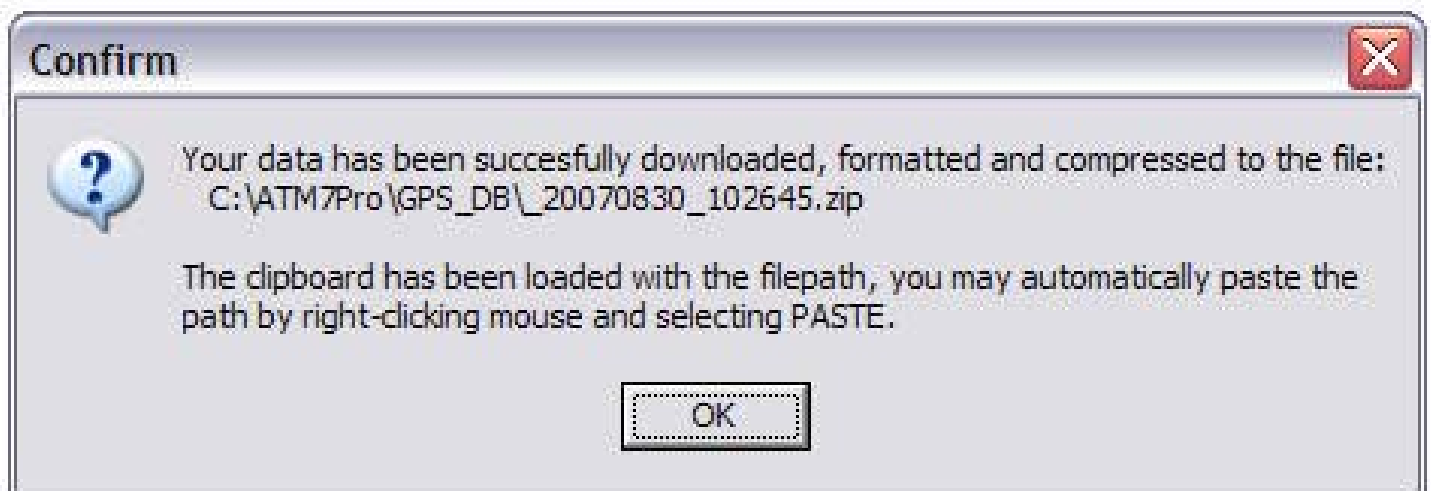 Confirm
Your data has been succesfully downloaded, formatted and compressed to the file:
C:\ATM7Pro\GPS_DB\_20070830_102645.zip
The clipboard has been loaded with the filepath, you may automatically paste the
path by right-clicking mouse and selecting PASTE.
OK